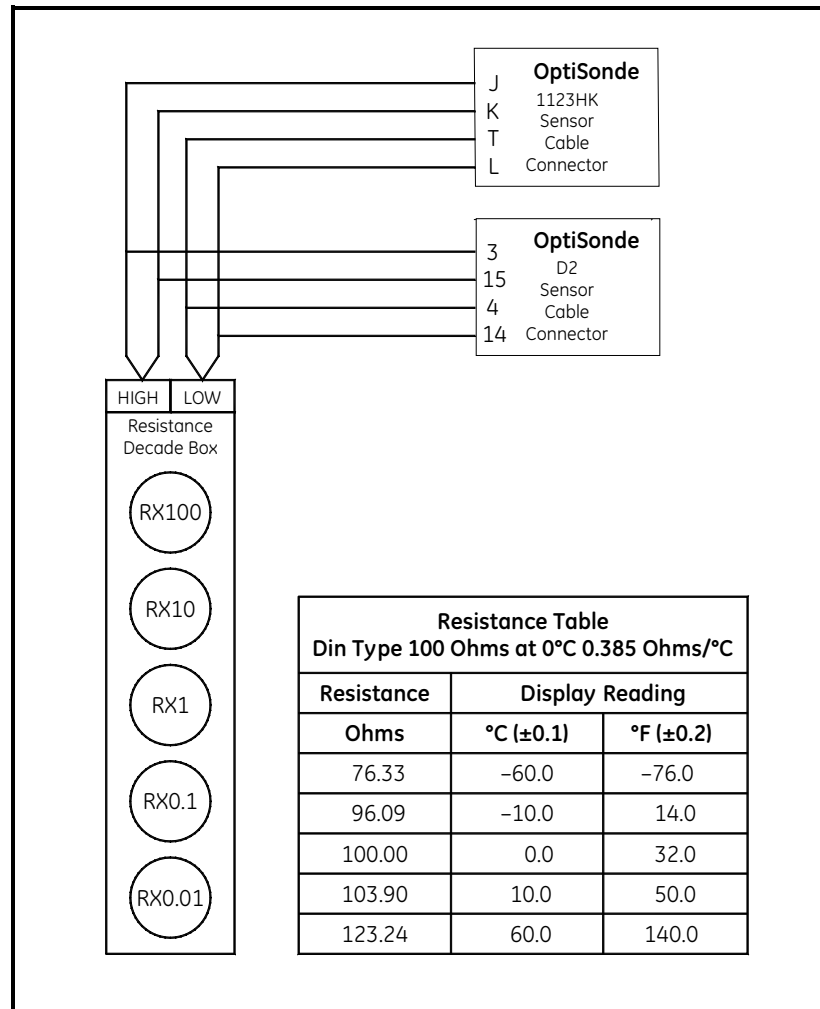 OptiSonde
J
1123HK
K
Sensor
T
Cable
L
Connector
OptiSonde
3
D2
15
Sensor
4
Cable
14
Connector
HIGH LOW
Resistance
Decade Box
RX100
RX10
RX1
RX0.1
RX0.01
Resistance Table
Din Type 100 Ohms at 0°C 0.385 Ohms/°C
Resistance Display Reading
Ohms °C (±0.1) °F (±0.2)
76.33 –60.0 –76.0
96.09 –10.0 14.0
100.00 0.0 32.0
103.90 10.0 50.0
123.24 60.0 140.0